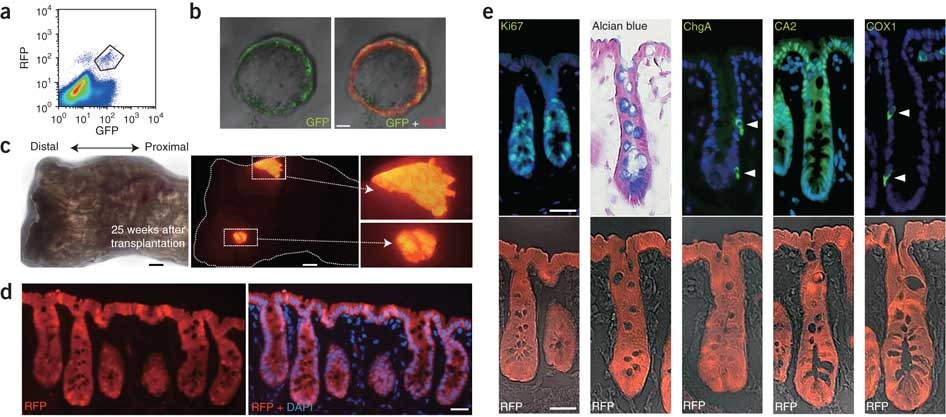 a
RFP
10⁴
10³
10²
10¹
10⁰
10⁰ 10¹ 10² 10³ 10⁴
GFP
b
GFP
GFP + RFP
c
Distal Proximal
25 weeks after
transplantation
d
RFP
RFP + DAPI
e
Ki67
Alcian blue
ChgA
CA2
COX1
RFP
RFP
RFP
RFP
RFP